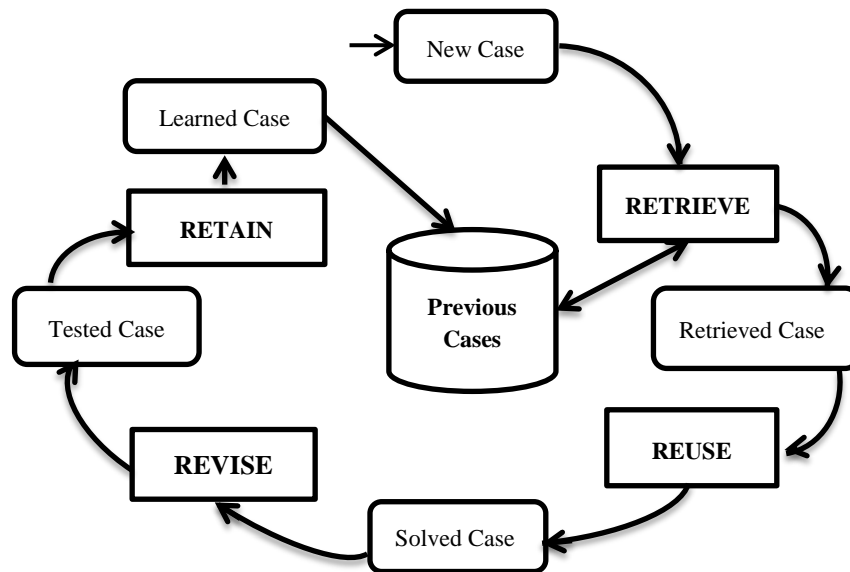 New Case
Learned Case
RETRIEVE
RETAIN
Previous
Cases
Tested Case
Retrieved Case
REVISE
REUSE
Solved Case